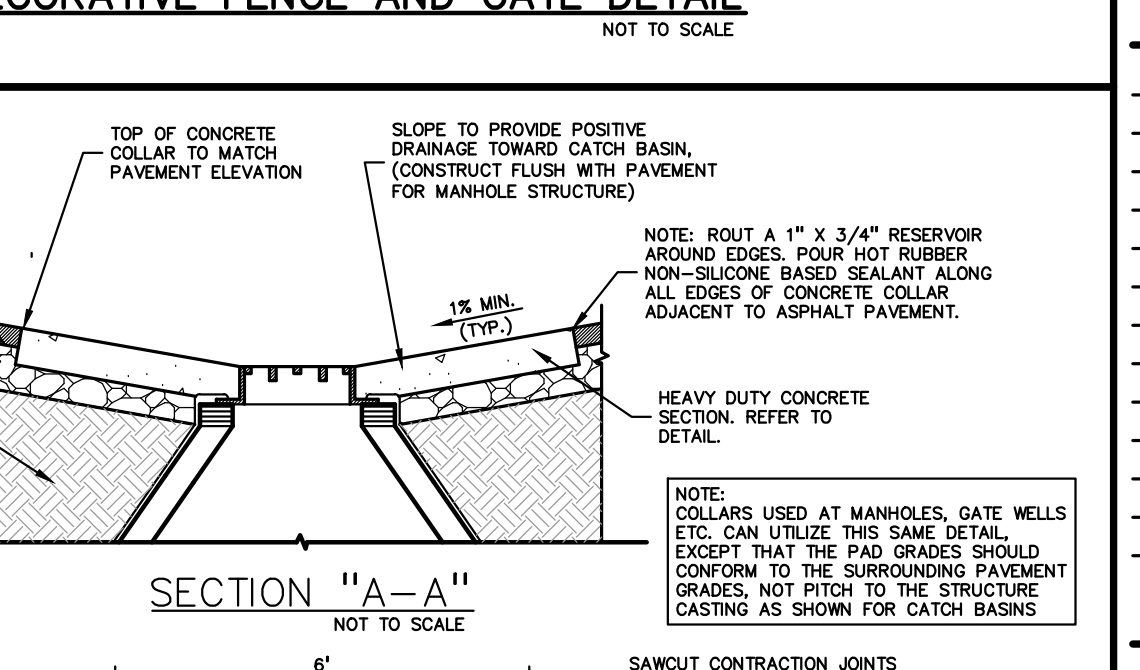 DECORATIVE FENCE AND GATE DETAIL
NOT TO SCALE
TOP OF CONCRETE
COLLAR TO MATCH
PAVEMENT ELEVATION
SLOPE TO PROVIDE POSITIVE
DRAINAGE TOWARD CATCH BASIN,
(CONSTRUCT FLUSH WITH PAVEMENT
FOR MANHOLE STRUCTURE)
NOTE: ROUT A 1" X 3/4" RESERVOIR
AROUND EDGES. POUR HOT RUBBER
NON-SILICONE BASED SEALANT ALONG
ALL EDGES OF CONCRETE COLLAR
ADJACENT TO ASPHALT PAVEMENT.
1% MIN.
(TYP.)
HEAVY DUTY CONCRETE
SECTION. REFER TO
DETAIL.
NOTE:
COLLARS USED AT MANHOLES, GATE WELLS
ETC. CAN UTILIZE THIS SAME DETAIL,
EXCEPT THAT THE PAD GRADES SHOULD
CONFORM TO THE SURROUNDING PAVEMENT
GRADES, NOT PITCH TO THE STRUCTURE
CASTING AS SHOWN FOR CATCH BASINS
SECTION "A-A"
NOT TO SCALE
6'
SAWCUT CONTRACTION JOINTS